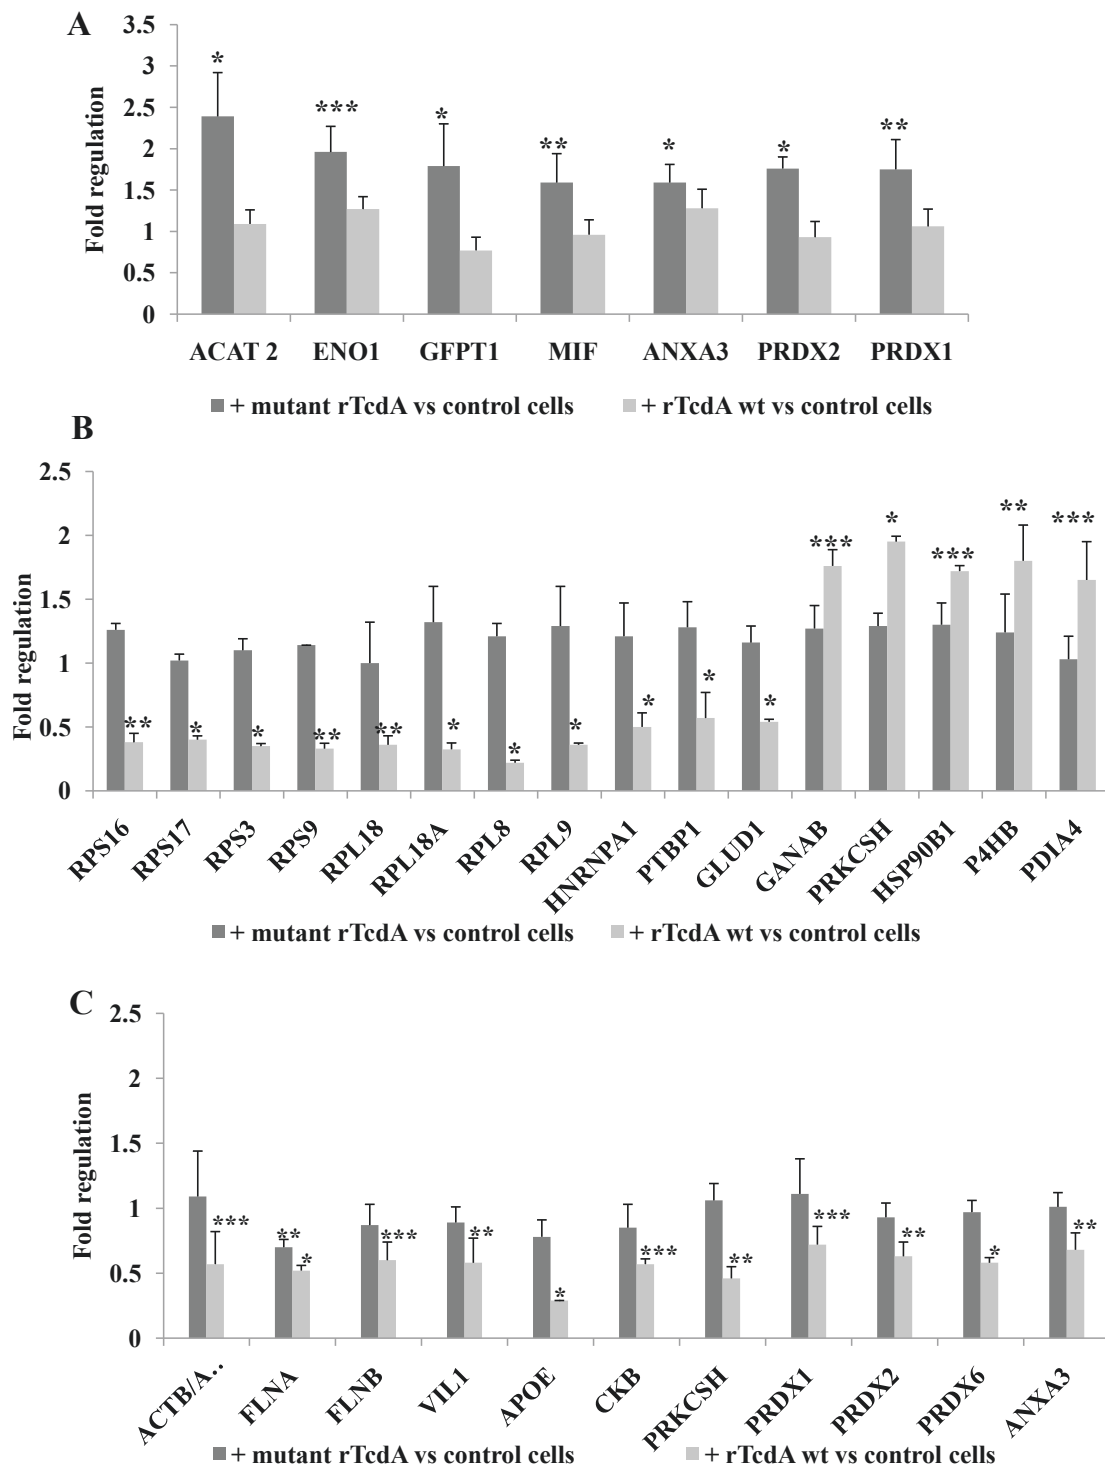 A
3.5
3
2.5
2
1.5
1
0.5
0
Fold regulation
* *** * ** * * **
ACAT 2 ENO1 GFPT1 MIF ANXA3 PRDX2 PRDX1
+ mutant rTcdA vs control cells + rTcdA wt vs control cells
B
2.5
2
1.5
1
0.5
0
Fold regulation
** * * ** ** * * * * * * *** * *** ** ***
RPS16 RPS17 RPS3 RPS9 RPL18 RPL18A RPL8 RPL9 HNRNPA1 PTBP1 GLUD1 GANAB PRKCSH HSP90B1 P4HB PDIA4
+ mutant rTcdA vs control cells + rTcdA wt vs control cells
C
2.5
2
1.5
1
0.5
0
Fold regulation
*** ** * *** ** * *** ** *** ** * **
ACTB/A.. FLNA FLNB VIL1 APOE CKB PRKCSH PRDX1 PRDX2 PRDX6 ANXA3
+ mutant rTcdA vs control cells + rTcdA wt vs control cells